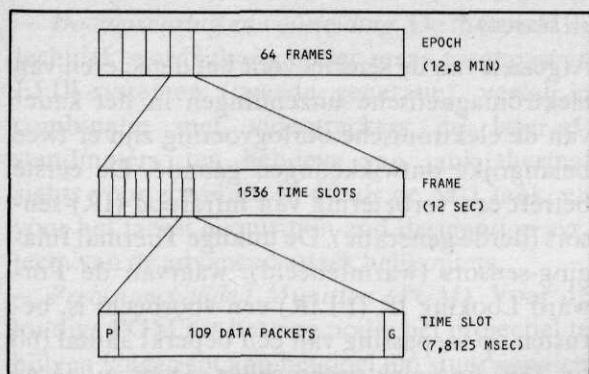 64 FRAMES
EPOCH
(12,8 MIN)
1536 TIME SLOTS
FRAME
(12 SEC)
P
109 DATA PACKETS
G
TIME SLOT
(7,8125 MSEC)